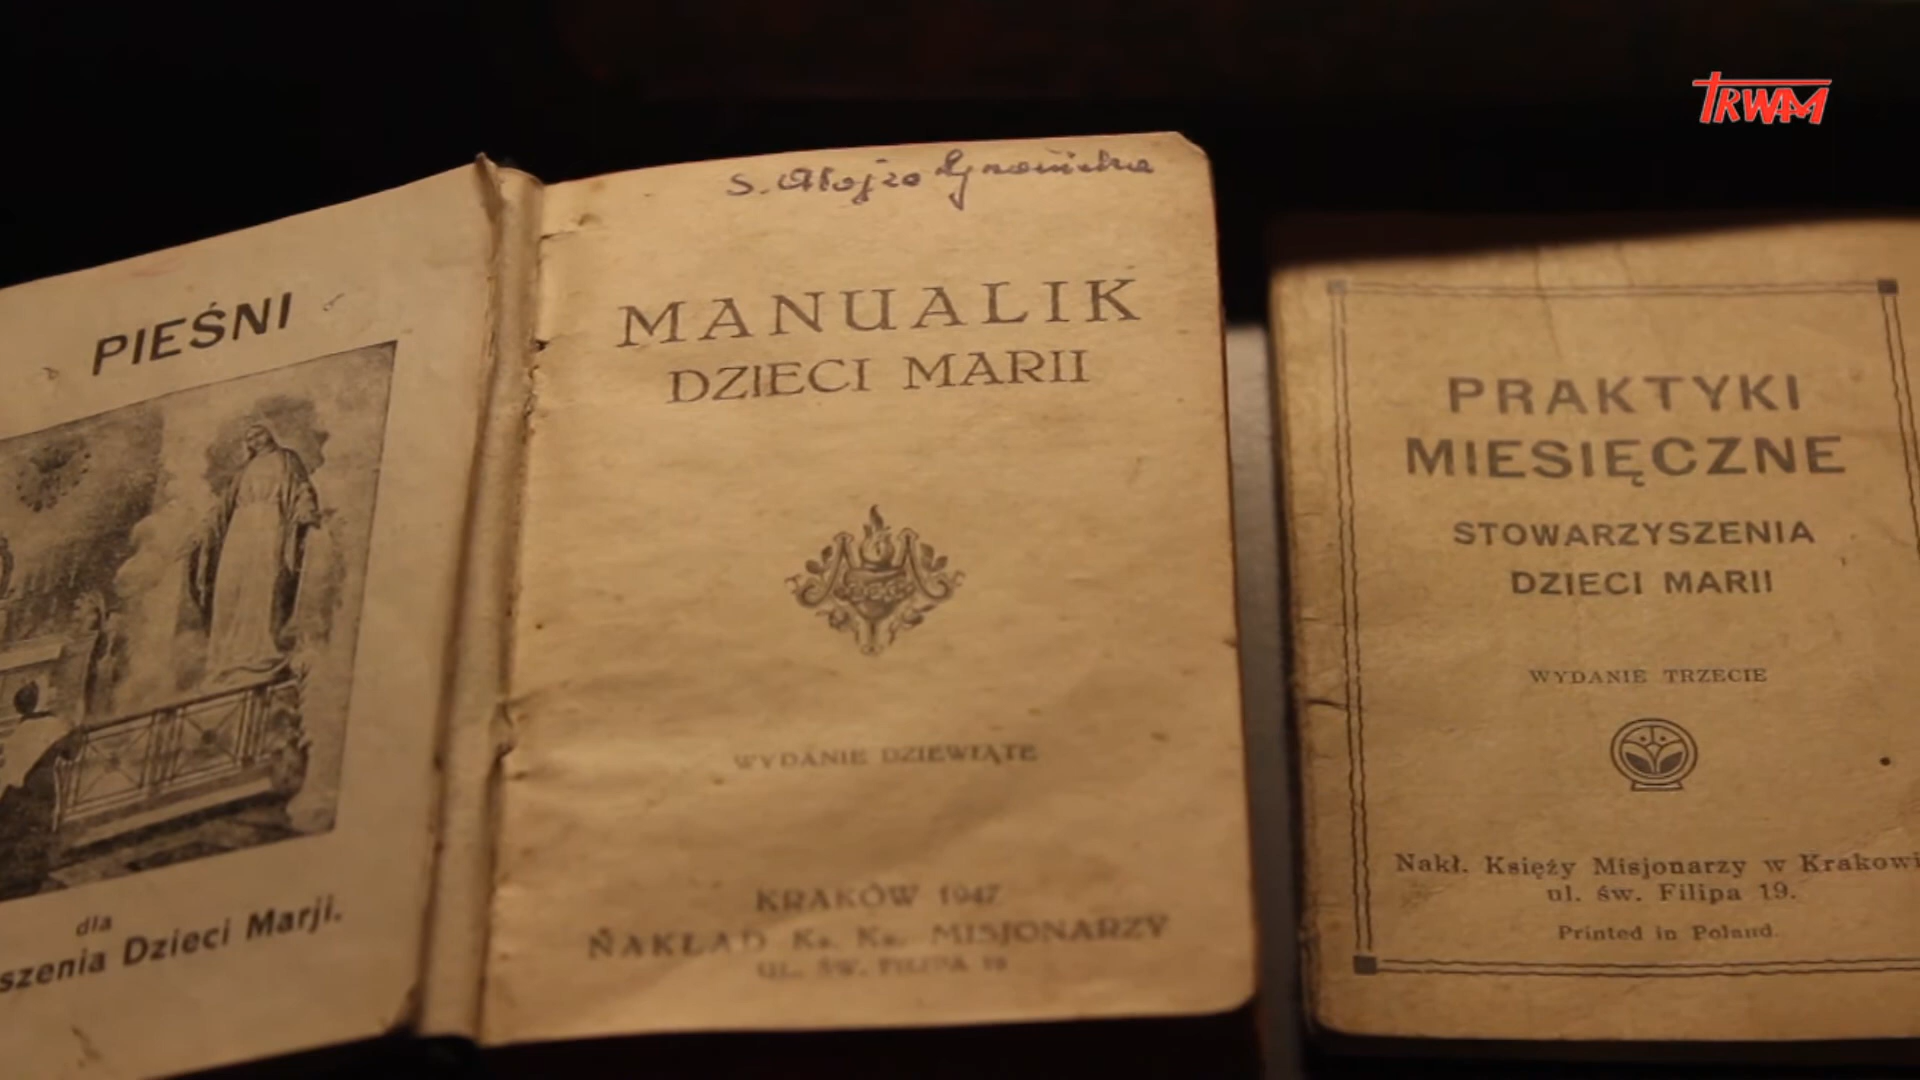 TRWAM
PIEŚNI
dla
szenia Dzieci Marji.
S. Alojza
MANUALIK
DZIECI MARII
WYDANIE DZIEWIĄTE
KRAKÓW 1947
NAKŁAD Ks. Ks. MISJONARZY
UL. ŚW. FILIPA 19
PRAKTYKI
MIESIĘCZNE
STOWARZYSZENIA
DZIECI MARII
WYDANIE TRZECIE
Nakł. Księży Misjonarzy w Krakowi
ul. św. Filipa 19.
Printed in Poland.